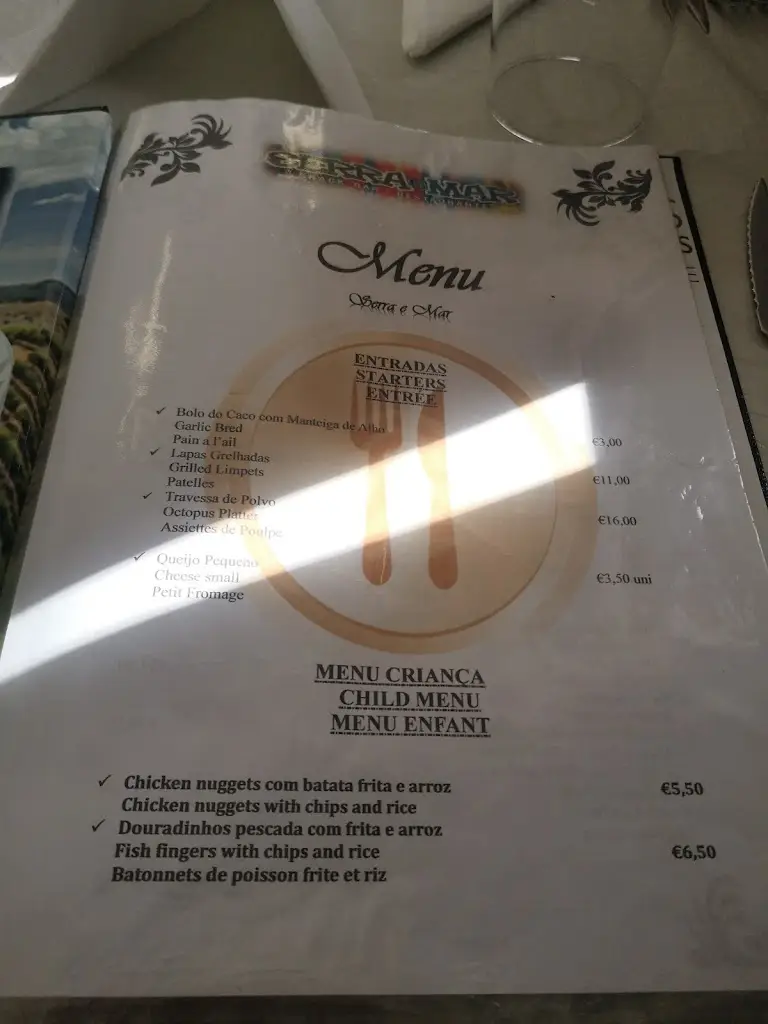 SERRA MAR
Menu
Serra e Mar
ENTRADAS
STARTERS
ENTRÉE
✓ Bolo do Caco com Manteiga de Alho
Garlic Bred
Pain a l'ail €3,00
✓ Lapas Grelhadas
Grilled Limpets
Patelles €11,00
✓ Travessa de Polvo
Octopus Platter €16,00
Assiettes de Poulpe
✓ Queijo Pequeno
Cheese small €3,50 uni
Petit Fromage
MENU CRIANÇA
CHILD MENU
MENU ENFANT
✓ Chicken nuggets com batata frita e arroz €5,50
Chicken nuggets with chips and rice
✓ Douradinhos pescada com frita e arroz
Fish fingers with chips and rice €6,50
Batonnets de poisson frite et riz